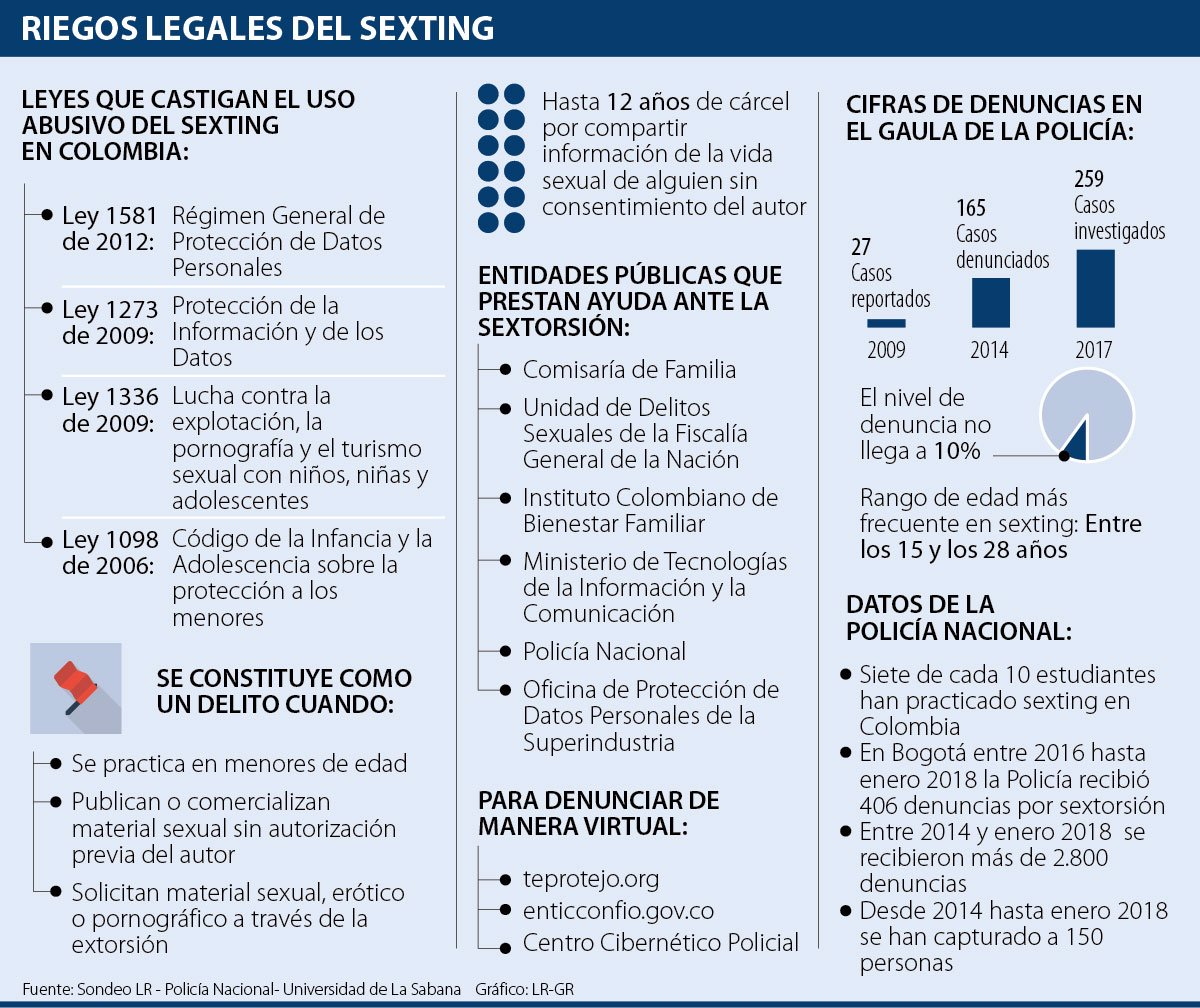 RIEGOS LEGALES DEL SEXTING
LEYES QUE CASTIGAN EL USO
ABUSIVO DEL SEXTING
EN COLOMBIA:
Ley 1581
de 2012:
Régimen General de
Protección de Datos
Personales
Ley 1273
de 2009:
Protección de la
Información y de los
Datos
Ley 1336
de 2009:
Lucha contra la
explotación, la
pornografía y el turismo
sexual con niños, niñas y
adolescentes
Ley 1098
de 2006:
Código de la Infancia y la
Adolescencia sobre la
protección a los
menores
SE CONSTITUYE COMO
UN DELITO CUANDO:
Se practica en menores de edad
Publican o comercializan
material sexual sin autorización
previa del autor
Solicitan material sexual, erótico
o pornográfico a través de la
extorsión
Hasta 12 años de cárcel
por compartir
información de la vida
sexual de alguien sin
consentimiento del autor
ENTIDADES PÚBLICAS QUE
PRESTAN AYUDA ANTE LA
SEXTORSIÓN:
Comisaría de Familia
Unidad de Delitos
Sexuales de la Fiscalía
General de la Nación
Instituto Colombiano de
Bienestar Familiar
Ministerio de Tecnologías
de la Información y la
Comunicación
Policía Nacional
Oficina de Protección de
Datos Personales de la
Superindustria
PARA DENUNCIAR DE
MANERA VIRTUAL:
teprotejo.org
enticconfio.gov.co
Centro Cibernético Policial
CIFRAS DE DENUNCIAS EN
EL GAULA DE LA POLICÍA:
27
Casos
reportados
2009
165
Casos
denunciados
2014
259
Casos
investigados
2017
El nivel de
denuncia no
llega a 10%
Rango de edad más
frecuente en sexting: Entre
los 15 y los 28 años
DATOS DE LA
POLICÍA NACIONAL:
Siete de cada 10 estudiantes
han practicado sexting en
Colombia
En Bogotá entre 2016 hasta
enero 2018 la Policía recibió
406 denuncias por sextorsión
Entre 2014 y enero 2018 se
recibieron más de 2.800
denuncias
Desde 2014 hasta enero 2018
se han capturado a 150
personas
Fuente: Sondeo LR - Policía Nacional- Universidad de La Sabana Gráfico: LR-GR